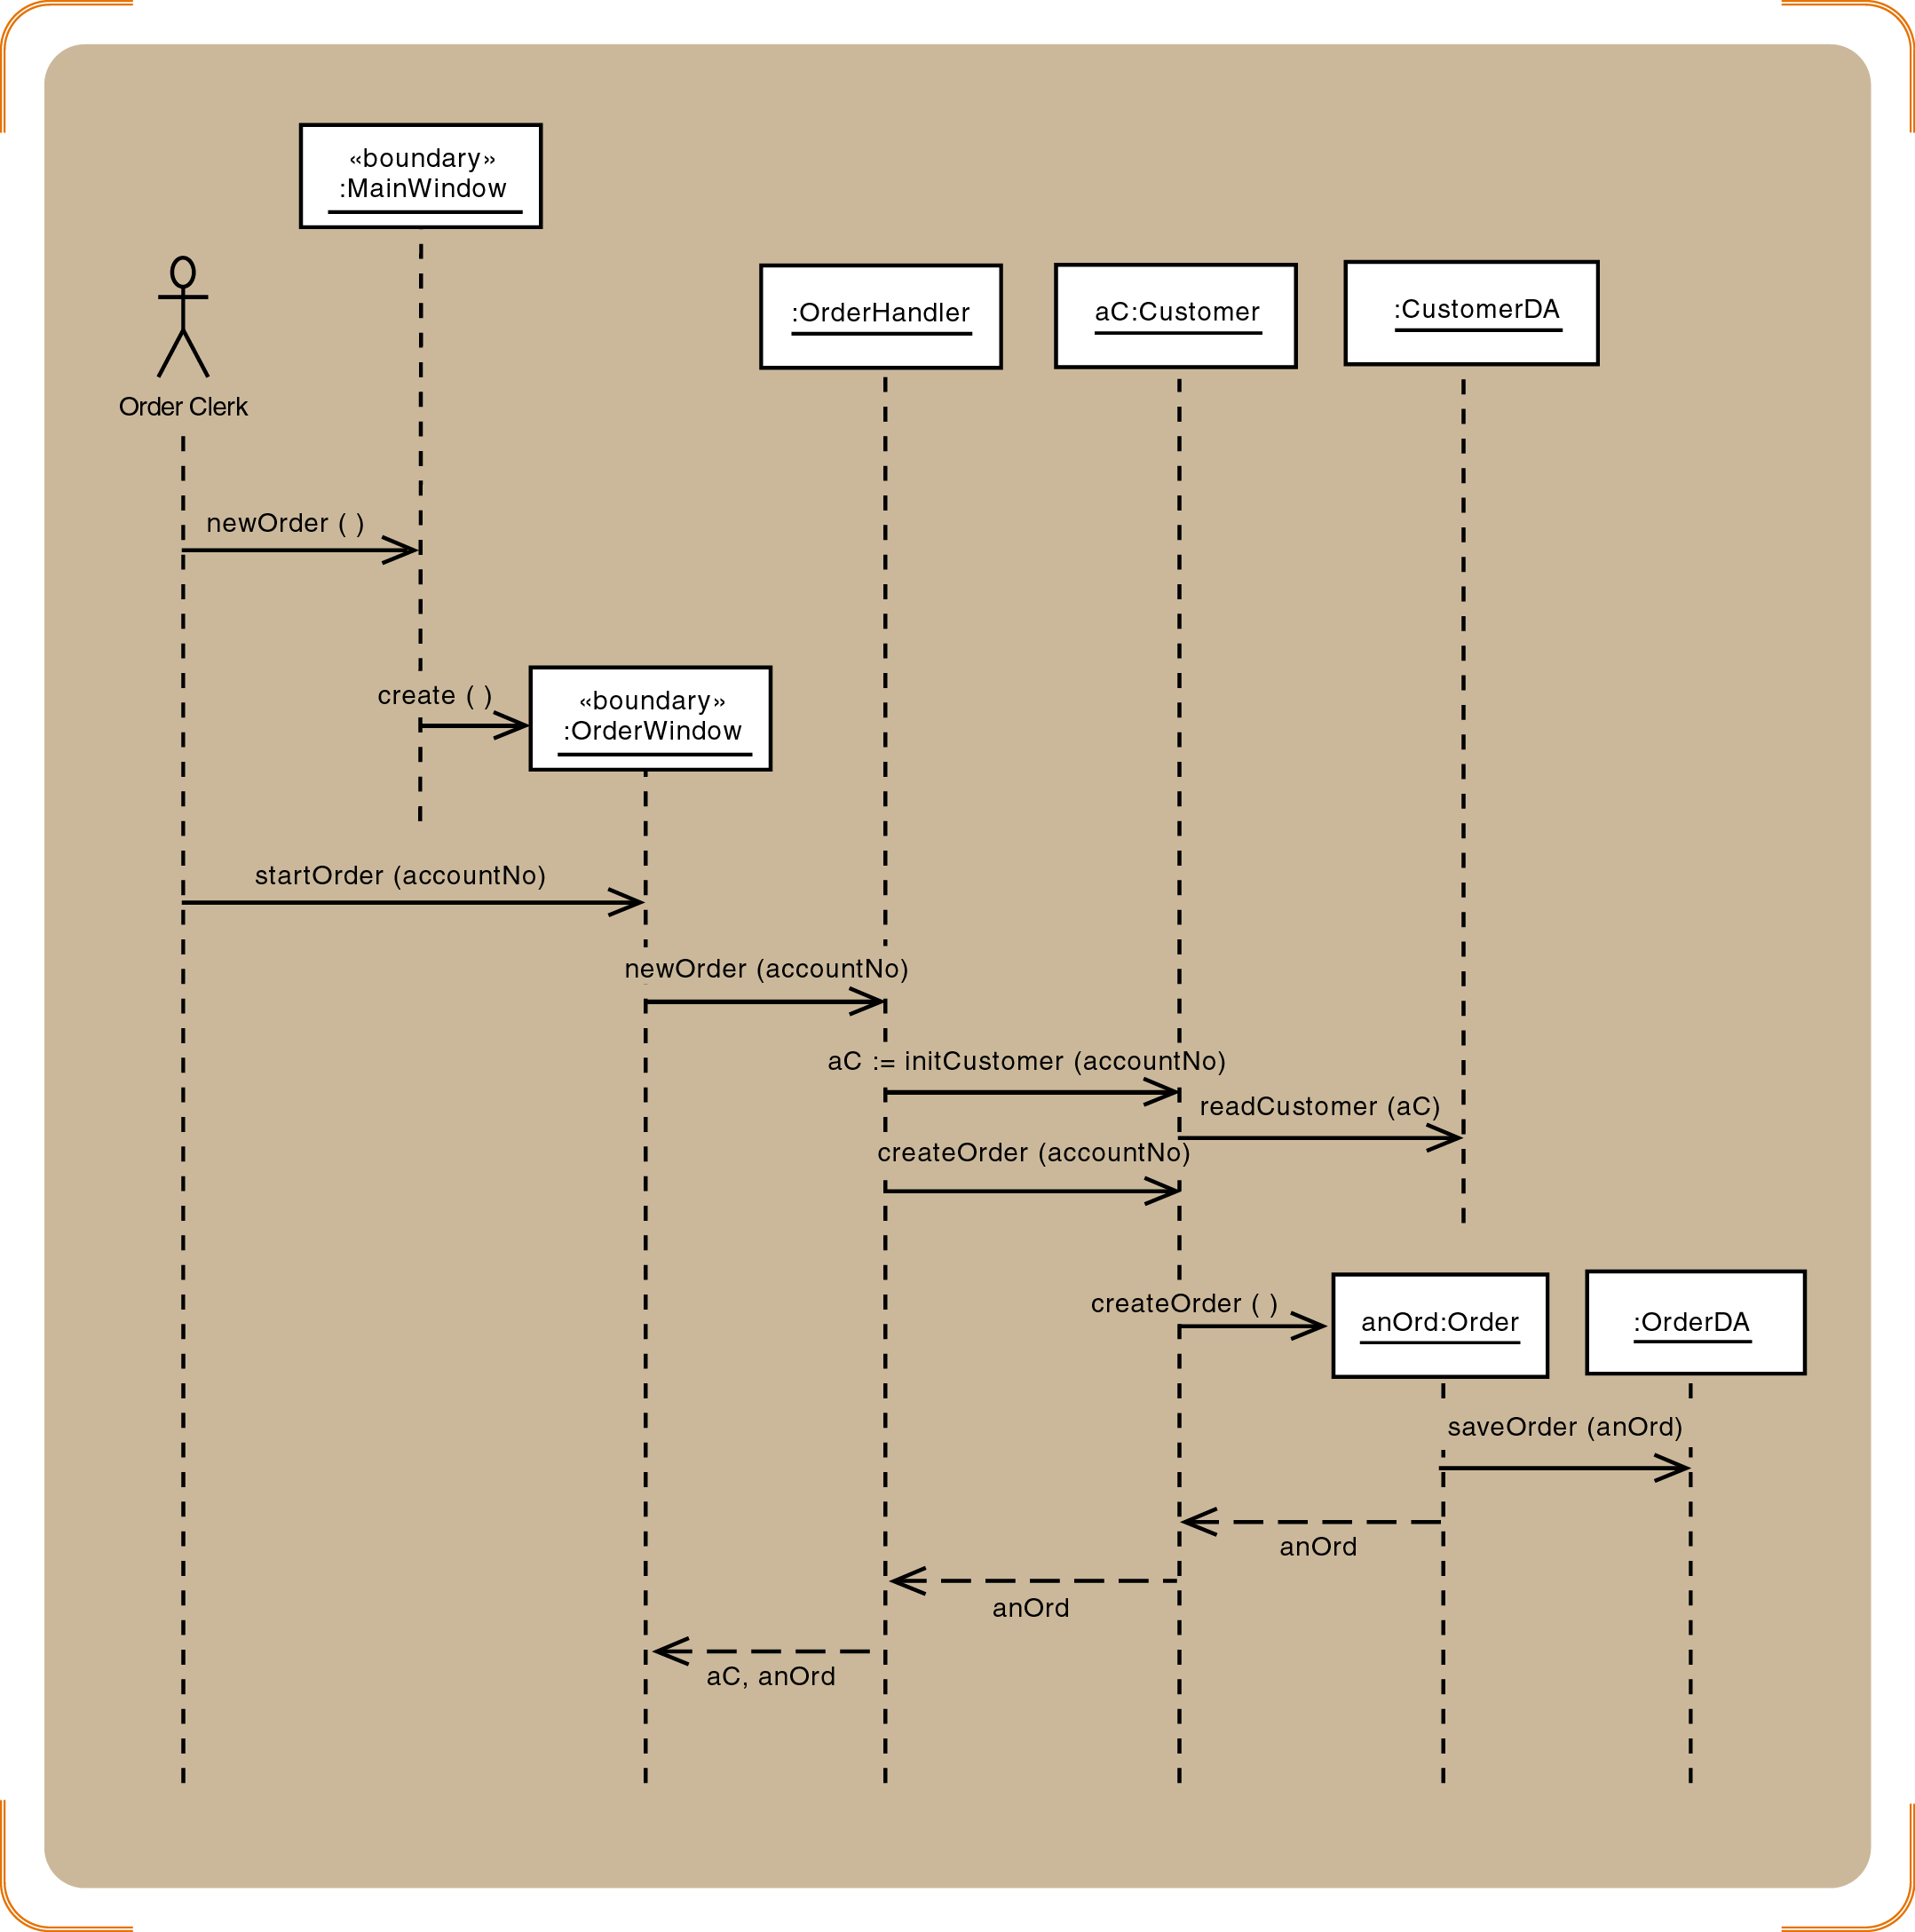 «boundary»
:MainWindow
:OrderHandler
aC:Customer
:CustomerDA
Order Clerk
newOrder ( )
create ( )
«boundary»
:OrderWindow
startOrder (accountNo)
newOrder (accountNo)
aC := initCustomer (accountNo)
readCustomer (aC)
createOrder (accountNo)
createOrder ( )
anOrd:Order
:OrderDA
saveOrder (anOrd)
anOrd
anOrd
aC, anOrd